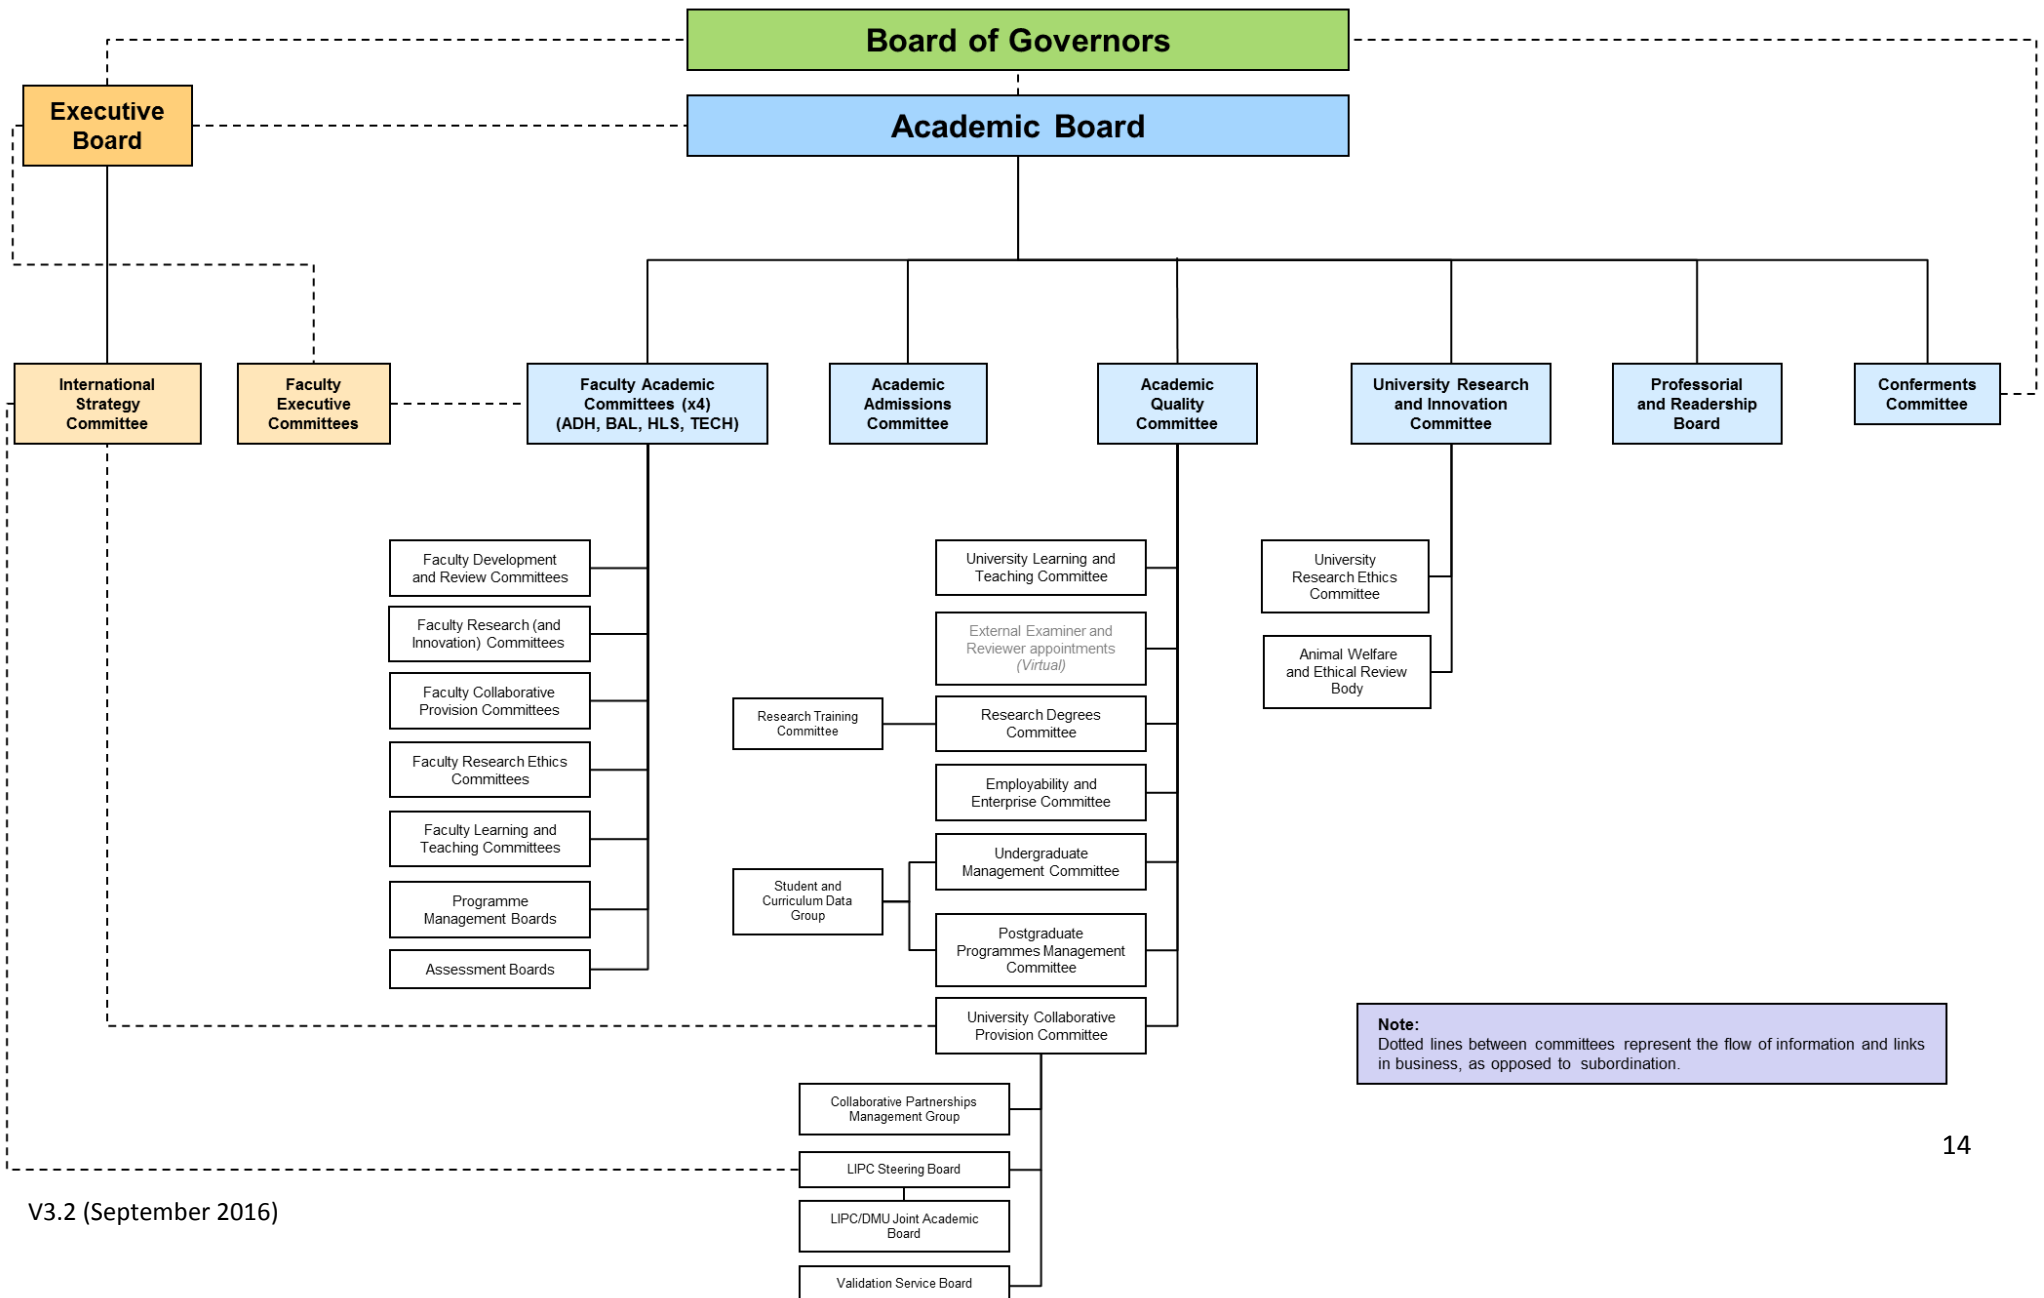 Board of Governors
Executive
Board
Academic Board
International
Strategy
Committee
Faculty
Executive
Committees
Faculty Academic
Committees (x4)
(ADH, BAL, HLS, TECH)
Academic
Admissions
Committee
Academic
Quality
Committee
University Research
and Innovation
Committee
Professorial
and Readership
Board
Conferments
Committee
Faculty Development
and Review Committees
Faculty Research (and
Innovation) Committees
Faculty Collaborative
Provision Committees
Faculty Research Ethics
Committees
Faculty Learning and
Teaching Committees
Programme
Management Boards
Assessment Boards
University Learning and
Teaching Committee
External Examiner and
Reviewer appointments
(Virtual)
Research Training
Committee
Research Degrees
Committee
Employability and
Enterprise Committee
Undergraduate
Management Committee
Student and
Curriculum Data
Group
Postgraduate
Programmes Management
Committee
University Collaborative
Provision Committee
University
Research Ethics
Committee
Animal Welfare
and Ethical Review
Body
Collaborative Partnerships
Management Group
LIPC Steering Board
LIPC/DMU Joint Academic
Board
Validation Service Board
Note:
Dotted lines between committees represent the flow of information and links
in business, as opposed to subordination.
14
V3.2 (September 2016)